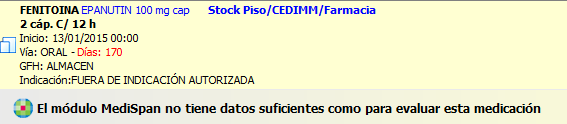 FENITOINA EPANUTIN 100 mg cap Stock Piso/CEDIMM/Farmacia
2 cáp. C/ 12 h
Inicio: 13/01/2015 00:00
Vía: ORAL - Días: 170
GFH: ALMACEN
Indicación:FUERA DE INDICACIÓN AUTORIZADA
El módulo MediSpan no tiene datos suficientes como para evaluar esta medicación